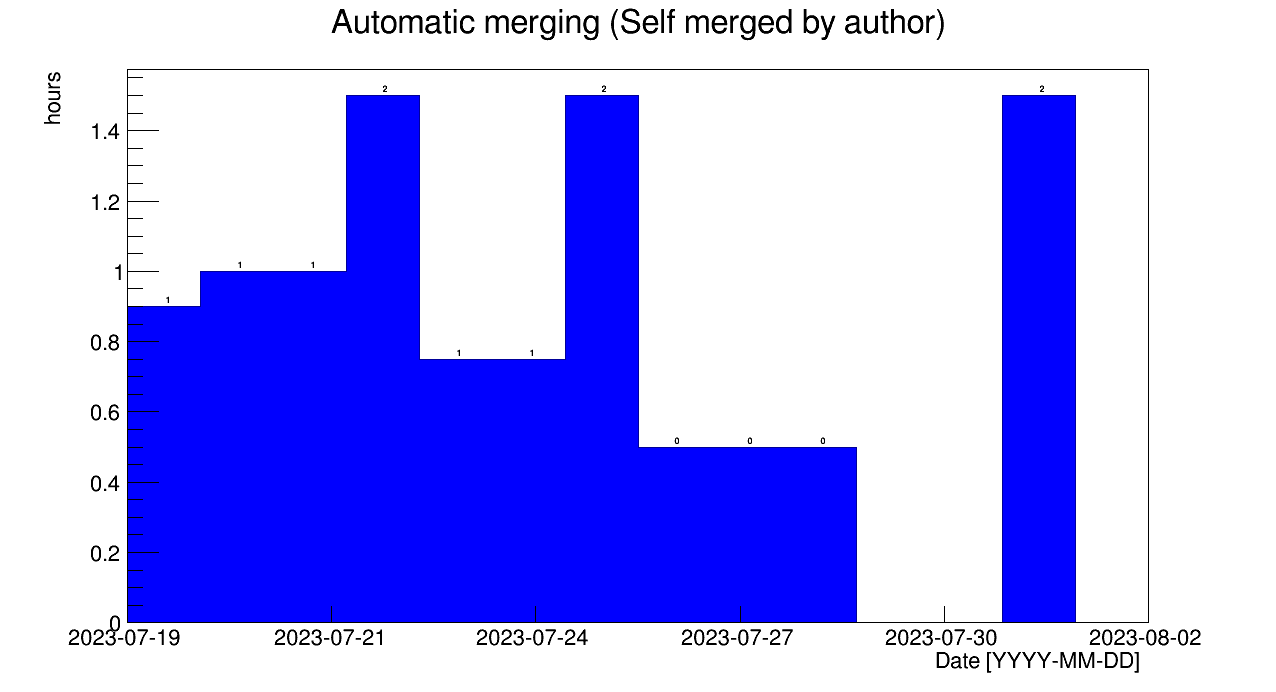 Automatic merging (Self merged by author)
hours
1.4
1.2
1
0.8
0.6
0.4
0.2
0
1 1 1 2 1 1 2 0 0 0 2
2023-07-19 2023-07-21 2023-07-24 2023-07-27 2023-07-30 2023-08-02
Date [YYYY-MM-DD]